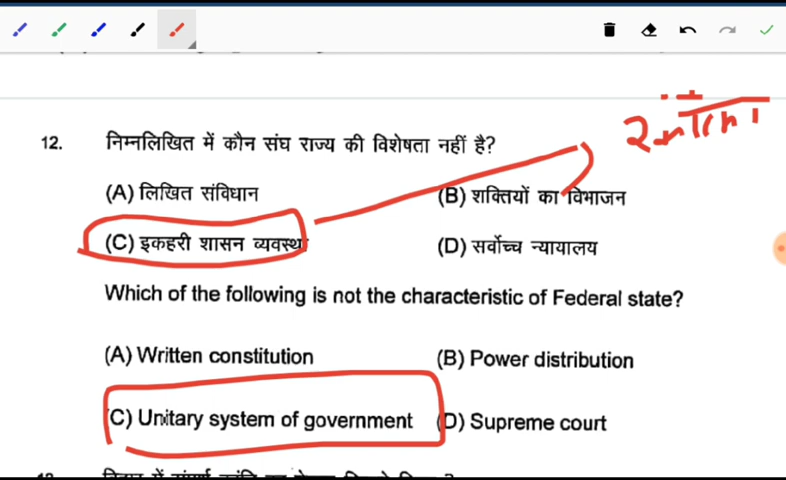 12. निम्नलिखित में कौन संघ राज्य की विशेषता नहीं है?
(A) लिखित संविधान (B) शक्तियों का विभाजन
(C) इकहरी शासन व्यवस्था (D) सर्वोच्च न्यायालय
Which of the following is not the characteristic of Federal state?
(A) Written constitution (B) Power distribution
(C) Unitary system of government (D) Supreme court